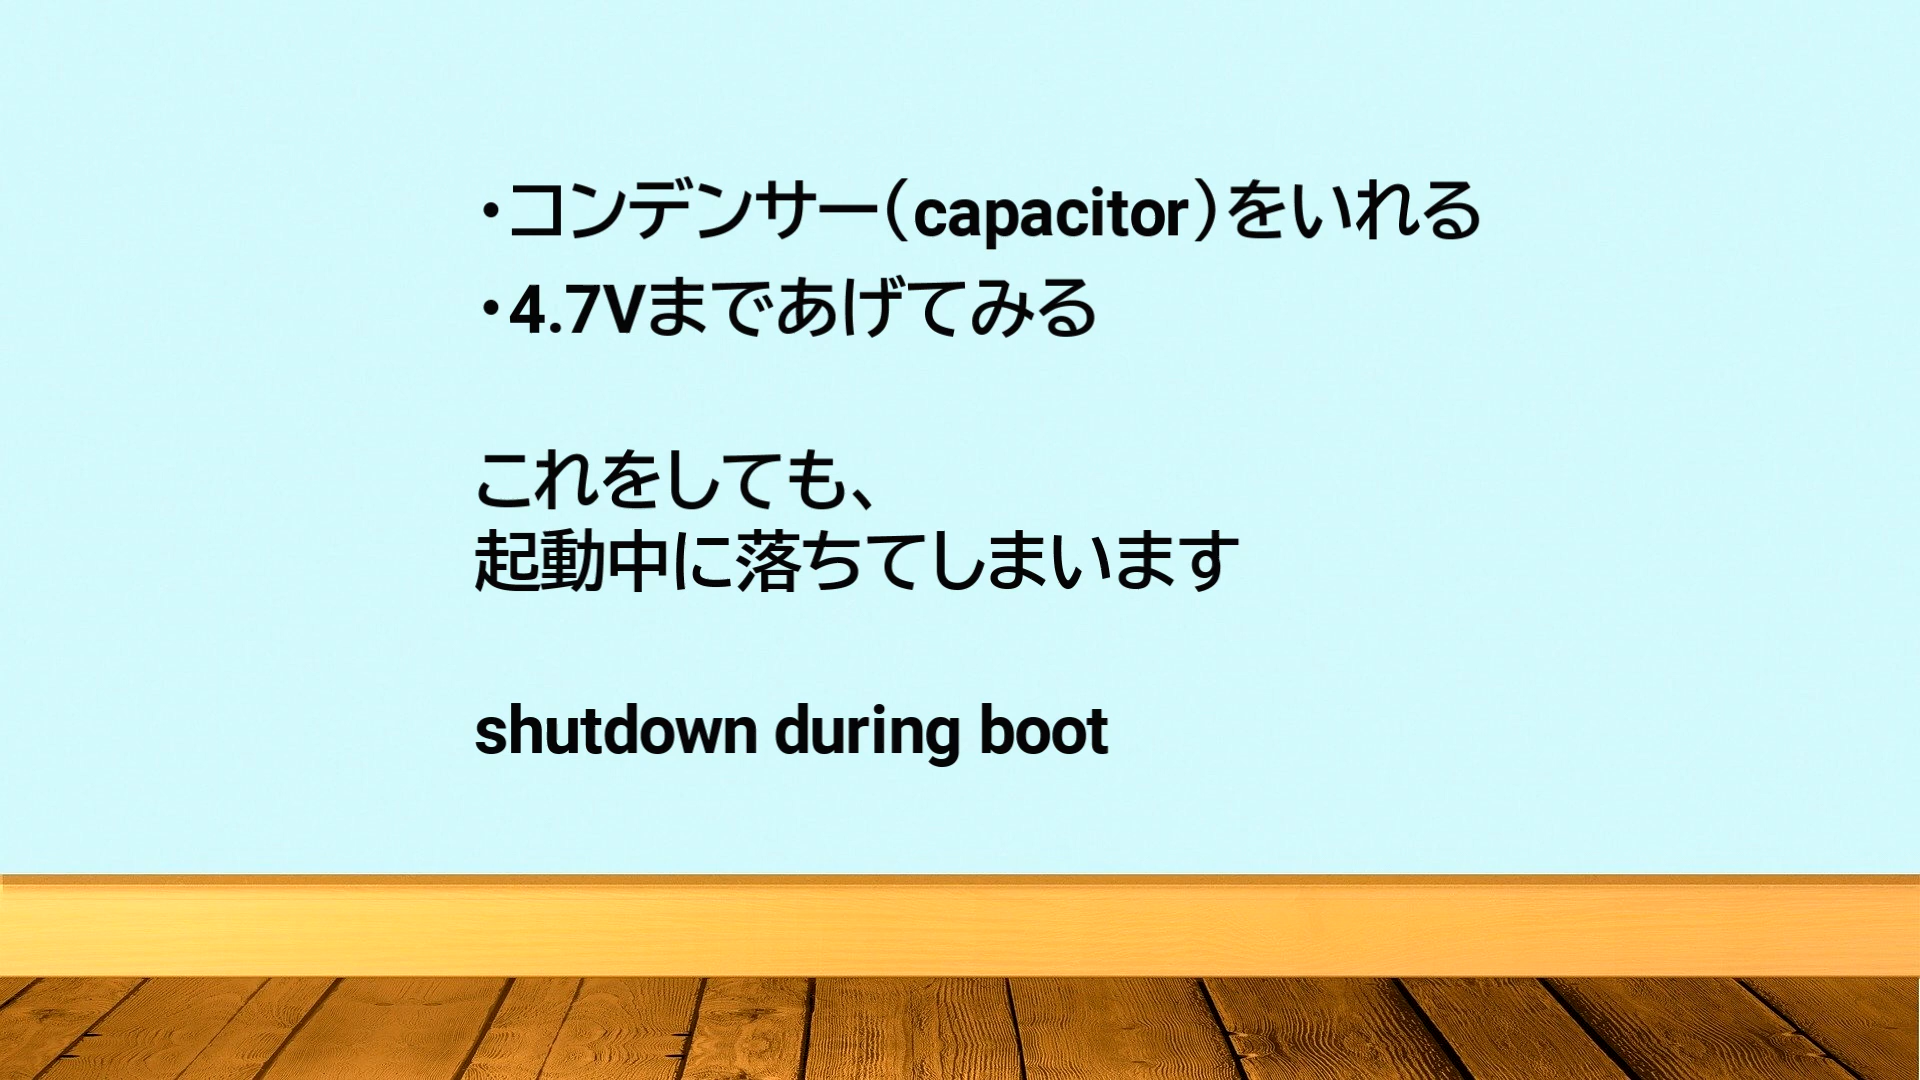 ・コンデンサー（capacitor）をいれる
・4.7Vまであげてみる
これをしても、
起動中に落ちてしまいます
shutdown during boot